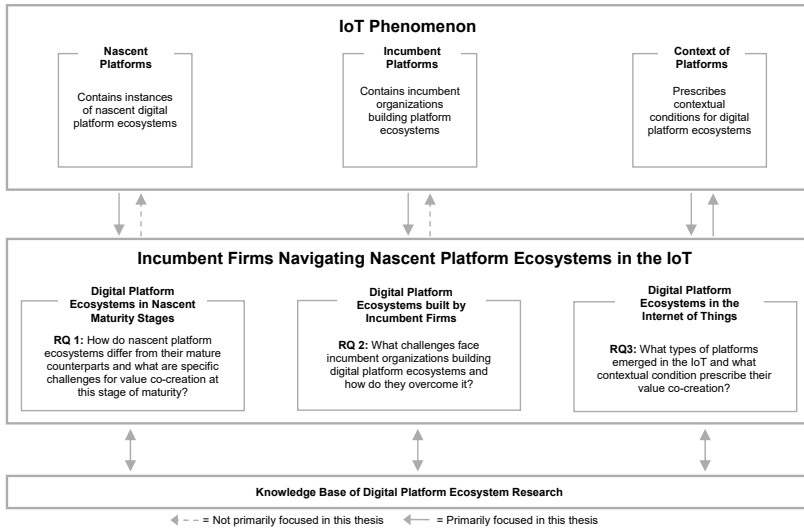 IoT Phenomenon
Nascent
Platforms
Contains instances
of nascent digital
platform ecosystems
Incumbent
Platforms
Contains incumbent
organizations
building platform
ecosystems
Context of
Platforms
Prescribes
contextual
conditions for digital
platform ecosystems
Incumbent Firms Navigating Nascent Platform Ecosystems in the IoT
Digital Platform
Ecosystems in Nascent
Maturity Stages
RQ 1: How do nascent platform
ecosystems differ from their mature
counterparts and what are specific
challenges for value co-creation at
this stage of maturity?
Digital Platform
Ecosystems built by
Incumbent Firms
RQ 2: What challenges face
incumbent organizations building
digital platform ecosystems and
how do they overcome it?
Digital Platform
Ecosystems in the
Internet of Things
RQ3: What types of platforms
emerged in the IoT and what
contextual condition prescribe their
value co-creation?
Knowledge Base of Digital Platform Ecosystem Research
= Not primarily focused in this thesis = Primarily focused in this thesis